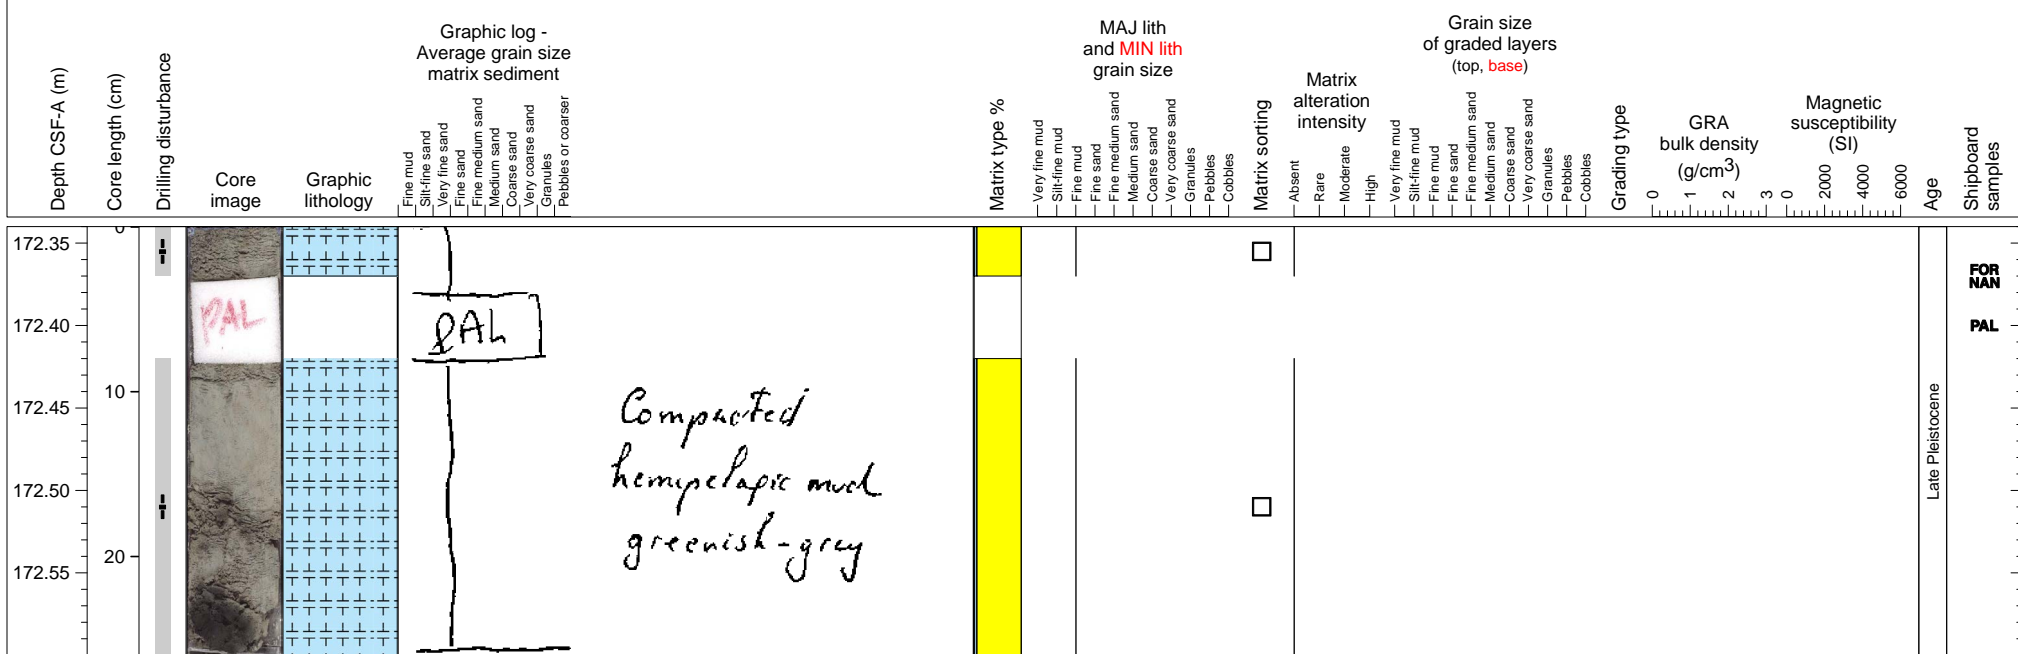 Depth CSF-A (m)
Core length (cm)
Drilling disturbance
Core
image
Graphic
lithology
Graphic log -
Average grain size
matrix sediment
Fine mud
Silt-fine sand
Very fine sand
Fine sand
Fine medium sand
Medium sand
Coarse sand
Very coarse sand
Granules
Pebbles or coarser
Matrix type %
MAJ lith
and MIN lith
grain size
Very fine mud
Silt-fine mud
Fine mud
Fine sand
Fine medium sand
Medium sand
Coarse sand
Very coarse sand
Granules
Pebbles
Cobbles
Matrix sorting
Matrix
alteration
intensity
Absent
Rare
Moderate
High
Grain size
of graded layers
(top, base)
Very fine mud
Silt-fine mud
Fine mud
Fine sand
Fine medium sand
Medium sand
Coarse sand
Very coarse sand
Granules
Pebbles
Cobbles
Grading type
GRA
bulk density
(g/cm3)
0 1 2 3
Magnetic
susceptibility
(SI)
0 2000 4000 6000
Age
Shipboard
samples
0
172.35
FOR
NAN
PAL
PAL
172.40
PAL
10
172.45
Compacted
hemipelagic mud
greenish-grey
172.50
20
172.55
Late Pleistocene